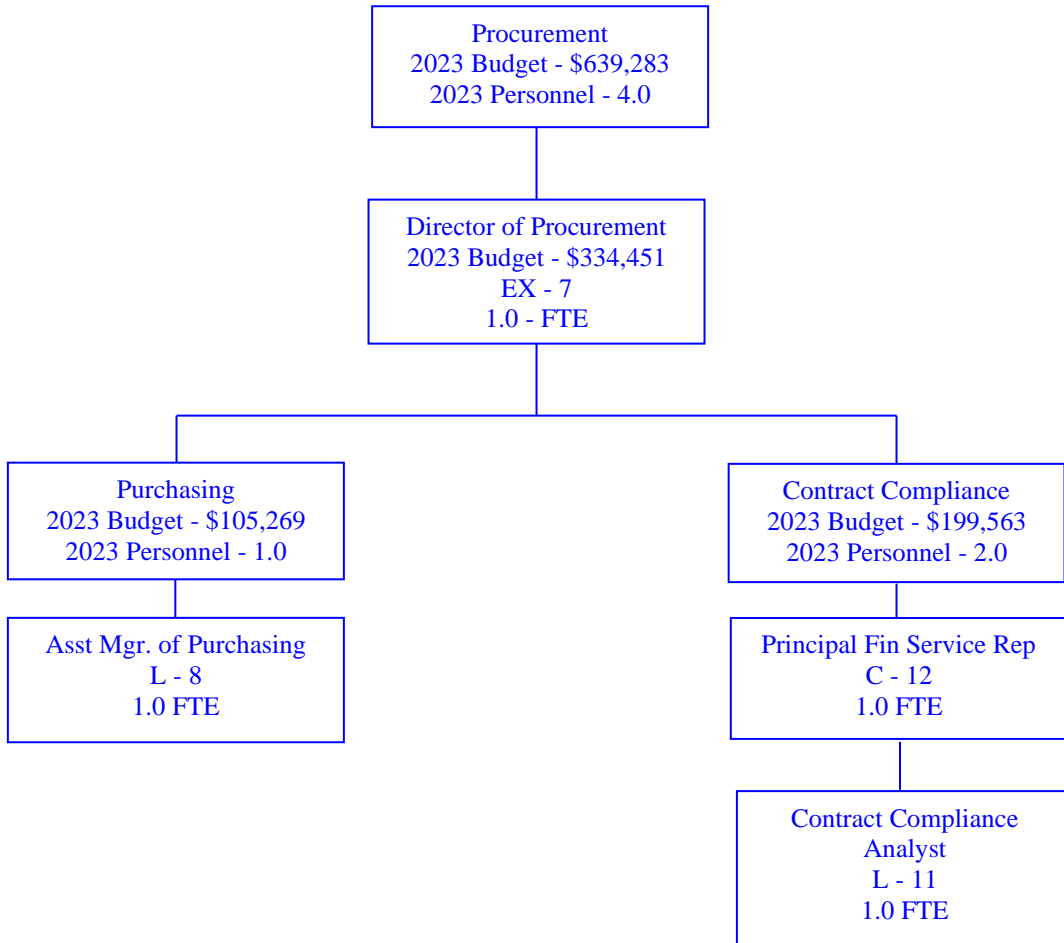 Procurement
2023 Budget - $639,283
2023 Personnel - 4.0
Director of Procurement
2023 Budget - $334,451
EX - 7
1.0 - FTE
Purchasing
2023 Budget - $105,269
2023 Personnel - 1.0
Contract Compliance
2023 Budget - $199,563
2023 Personnel - 2.0
Asst Mgr. of Purchasing
L - 8
1.0 FTE
Principal Fin Service Rep
C - 12
1.0 FTE
Contract Compliance
Analyst
L - 11
1.0 FTE